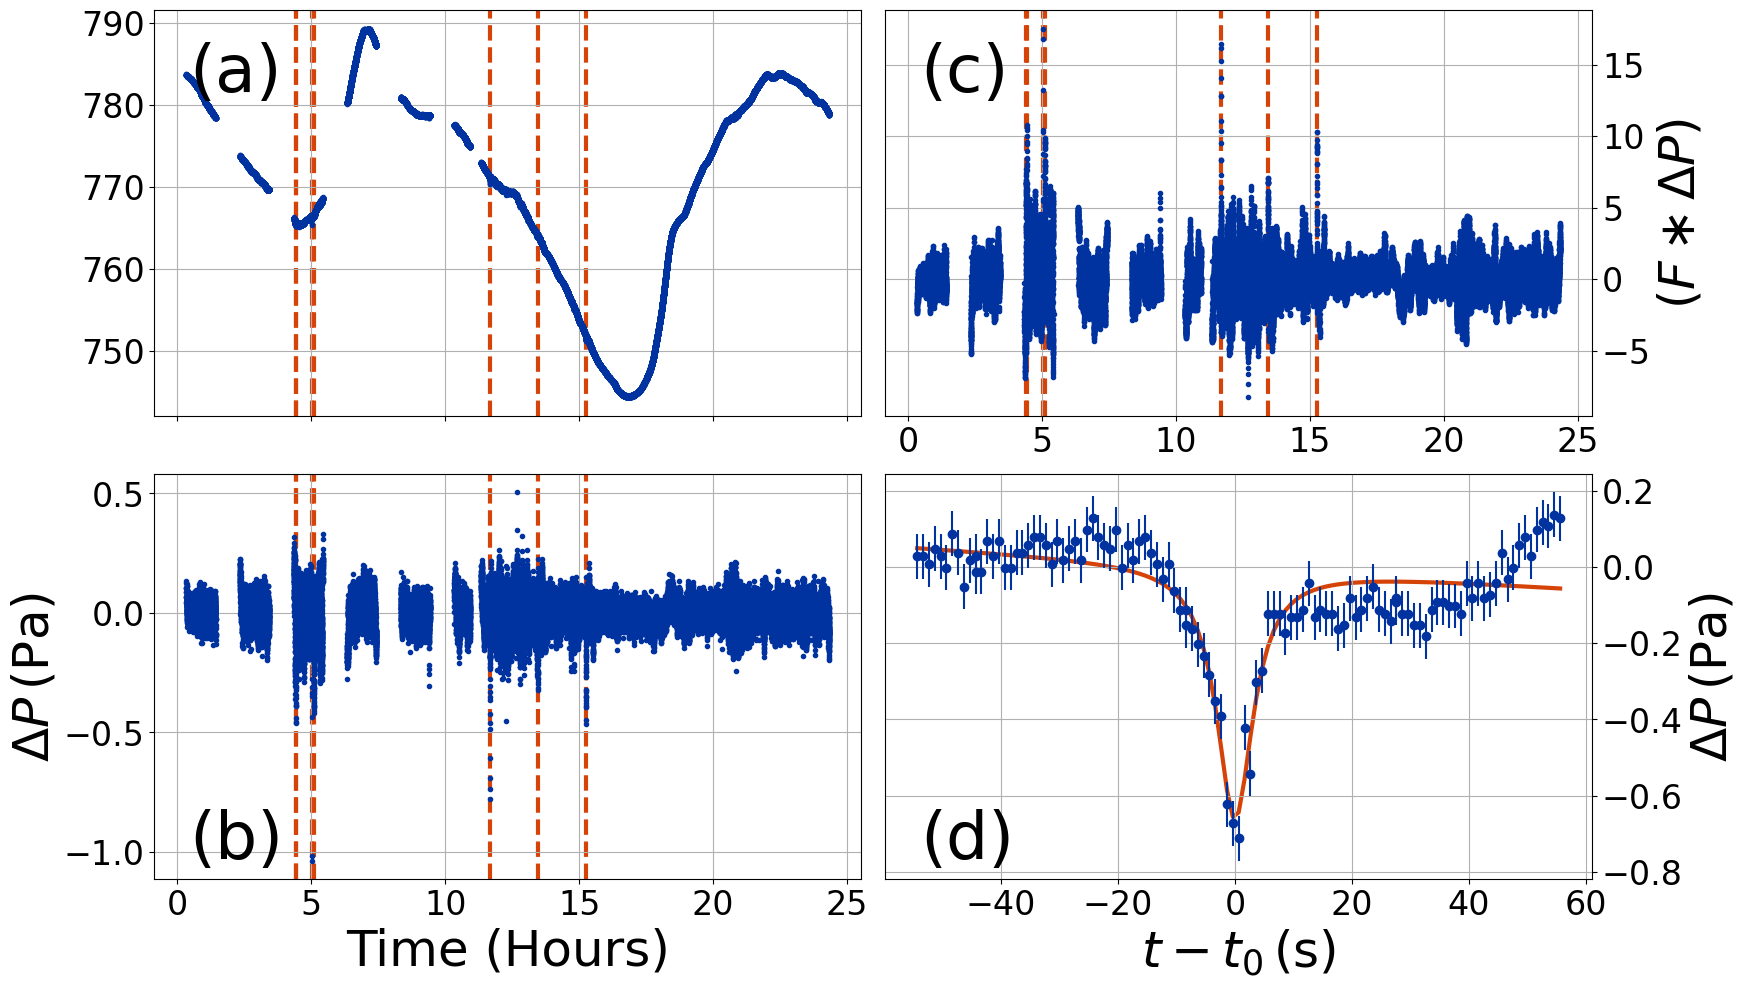 790
780
770
760
750
(a)
(c)
15
10
5
0
−5
(F ∗ ΔP)
0 5 10 15 20 25
0.5
0.0
−0.5
−1.0
ΔP (Pa)
(b)
0 5 10 15 20 25
Time (Hours)
0.2
0.0
−0.2
−0.4
−0.6
−0.8
ΔP (Pa)
(d)
−40 −20 0 20 40 60
t − t₀ (s)